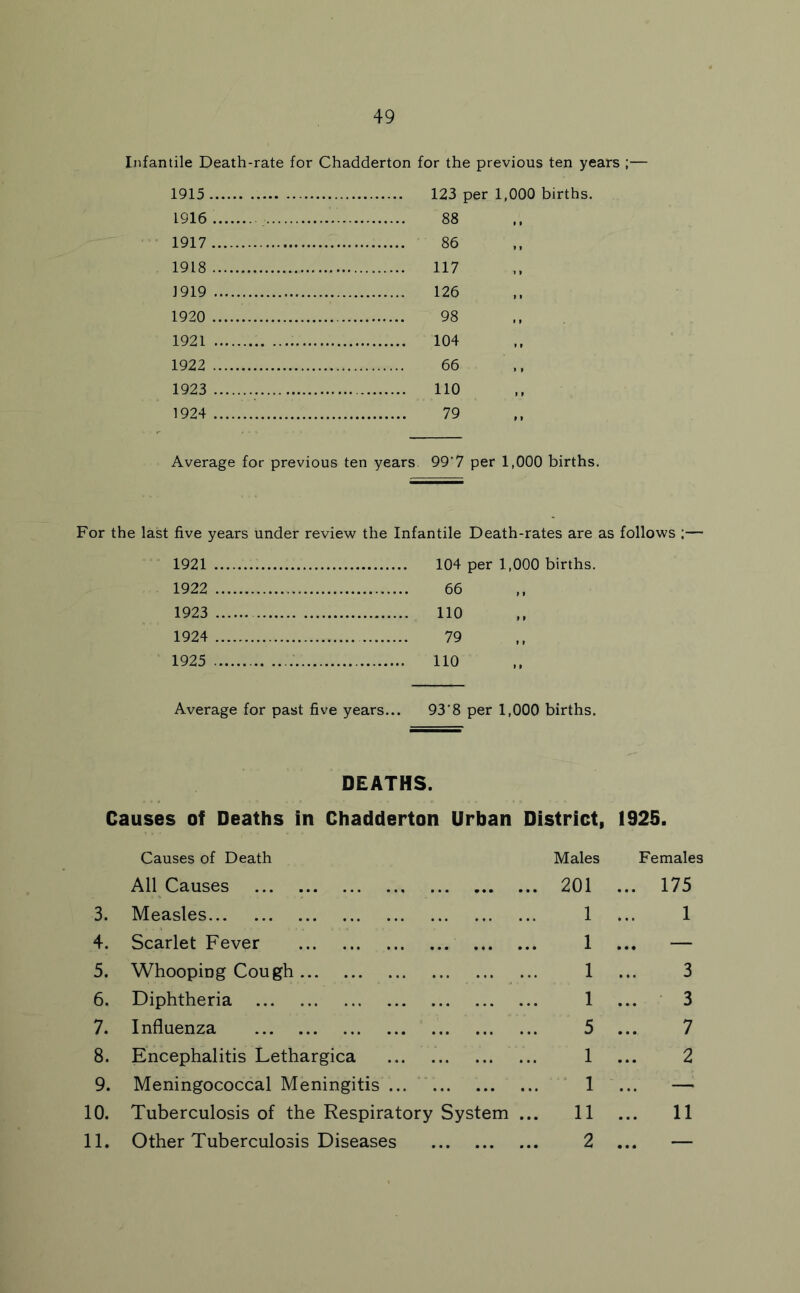 49
Infantile Death-rate for Chadderton for the previous ten years ;—
1915 ...... ...... ...................... 123 per 1,000 births.
1916 ....... ........................ 88 ,,
1917 ................................ 86 ,,
1918 ................................ 117 ,,
1919 ................................ 126 ,,
1920 ................................ 98 ,,
1921 ................................ 104 ,,
1922 ................................ 66 ,,
1923 ................................ 110 ,,
1924 ................................ 79 ,,
Average for previous ten years 99'7 per 1,000 births.
For the last five years under review the Infantile Death-rates are as follows ;—
1921 ................................ 104 per 1,000 births.
1922 ................................ 66 ,,
1923 ................................ 110 ,,
1924 ................................ 79 ,,
1925 ................................ 110 ,,
Average for past five years... 93'8 per 1,000 births.
DEATHS.
Causes of Deaths in Chadderton Urban District, 1925.
Causes of Death Males Females
All Causes ... ... ... ... ... ... ... 201 ... 175
3. Measles... ... ... ... ... ... ... ... 1 ... 1
4. Scarlet Fever ... ... ... ... ... ... 1 ... —
5. Whooping Cough ... ... ... ... ... ... 1 ... 3
6. Diphtheria ... ... ... ... ... ... ... 1 ... 3
7. Influenza ... ... ... ... ... ... ... 5 ... 7
8. Encephalitis Lethargica ... ... ... ... 1 ... 2
9. Meningococcal Meningitis ... ... ... ... 1 ... —
10. Tuberculosis of the Respiratory System ... 11 ... 11
11. Other Tuberculosis Diseases ... ... ... 2 ... —